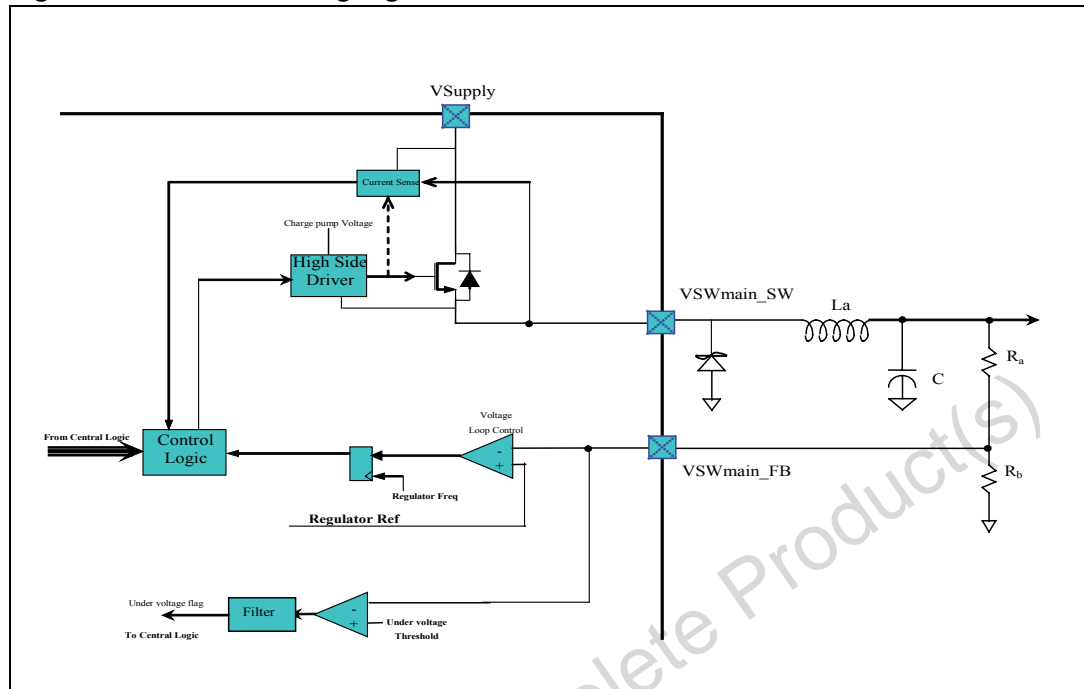 VSupply
Current Sense
Charge pump Voltage
High Side
Driver
VSWmain_SW
La
Ra
C
Voltage
Loop Control
From Central Logic
Control
Logic
-
+
VSWmain_FB
Rb
Regulator Freq
Regulator Ref
Under voltage flag
Filter
-
+
Under voltage
Threshold
To Central Logic
lete Product(s)